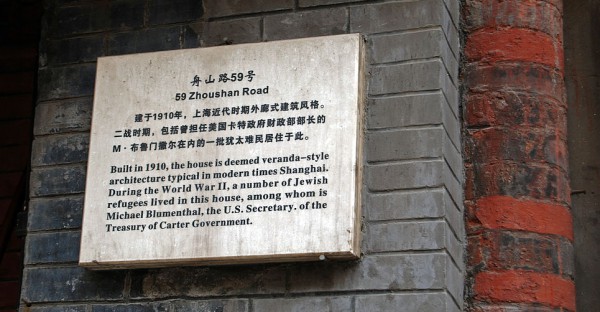 舟山路59号
59 Zhoushan Road
建于1910年，上海近代时期外廊式建筑风格。
二战时期，包括曾担任美国卡特政府财政部部长的
M·布鲁门撒尔在内的一批犹太难民居住于此。
Built in 1910, the house is deemed veranda-style
architecture typical in modern times Shanghai.
During the World War II, a number of Jewish
refugees lived in this house, among whom is
Michael Blumenthal, the U.S. Secretary. of the
Treasury of Carter Government.